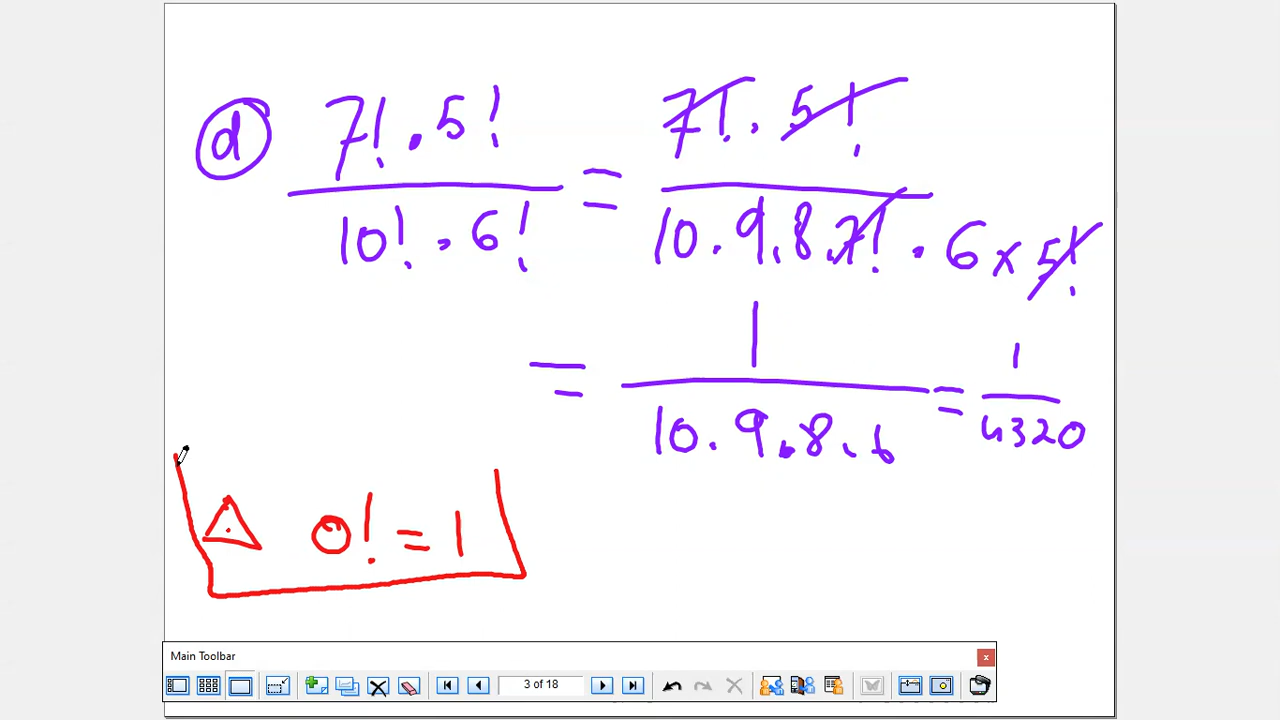 d 7! . 5! / 10! . 6! = 7! . 5! / 10 . 9 . 8 . 7! . 6 x 5!
= 1 / 10 . 9 . 8 . 6 = 1 / 4320
0! = 1
Main Toolbar
x
3 of 18